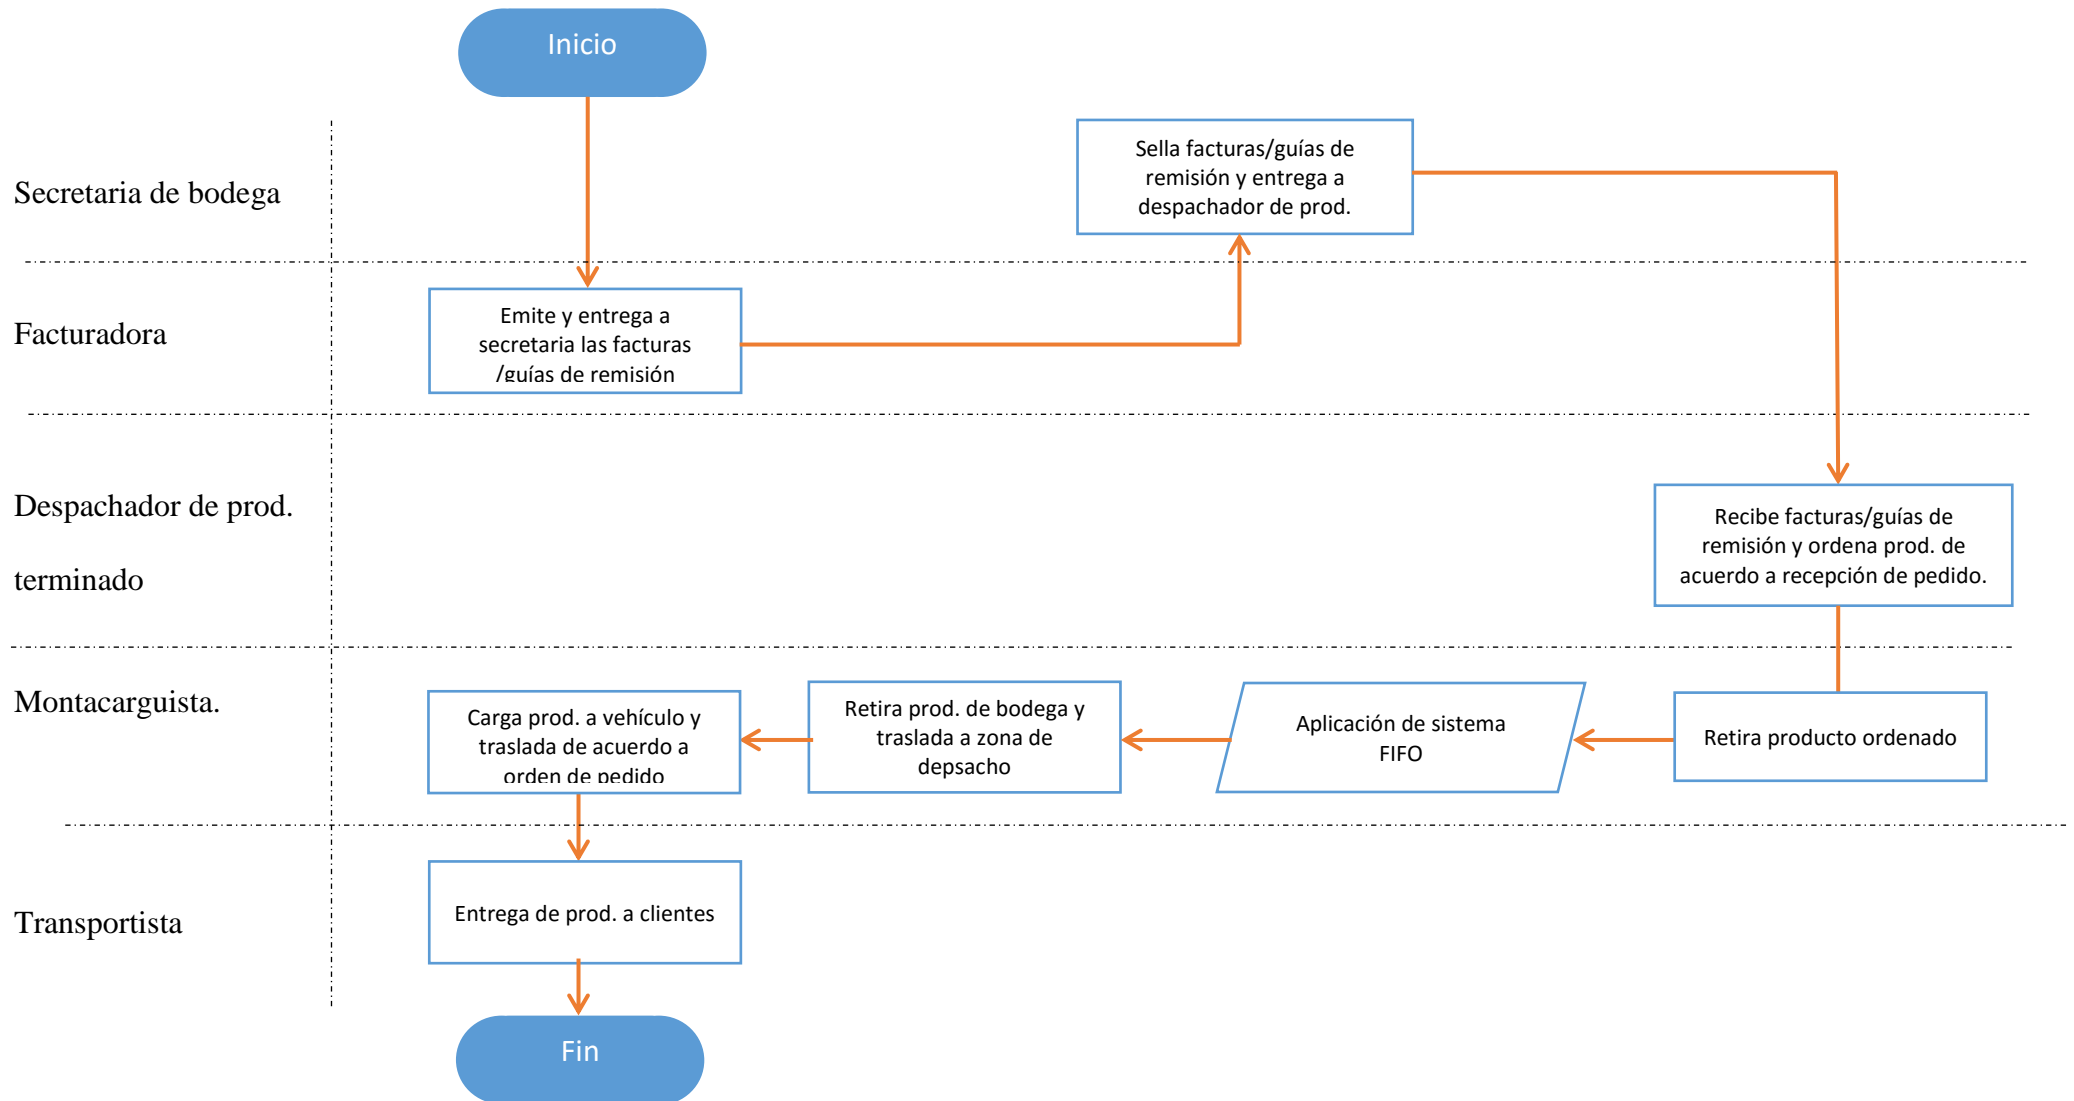 Inicio
Secretaria de bodega
Sella facturas/guías de
remisión y entrega a
despachador de prod.
Facturadora
Emite y entrega a
secretaria las facturas
/guías de remisión
Despachador de prod.
terminado
Recibe facturas/guías de
remisión y ordena prod. de
acuerdo a recepción de pedido.
Montacarguista.
Carga prod. a vehículo y
traslada de acuerdo a
orden de pedido
Retira prod. de bodega y
traslada a zona de
depsacho
Aplicación de sistema
FIFO
Retira producto ordenado
Transportista
Entrega de prod. a clientes
Fin